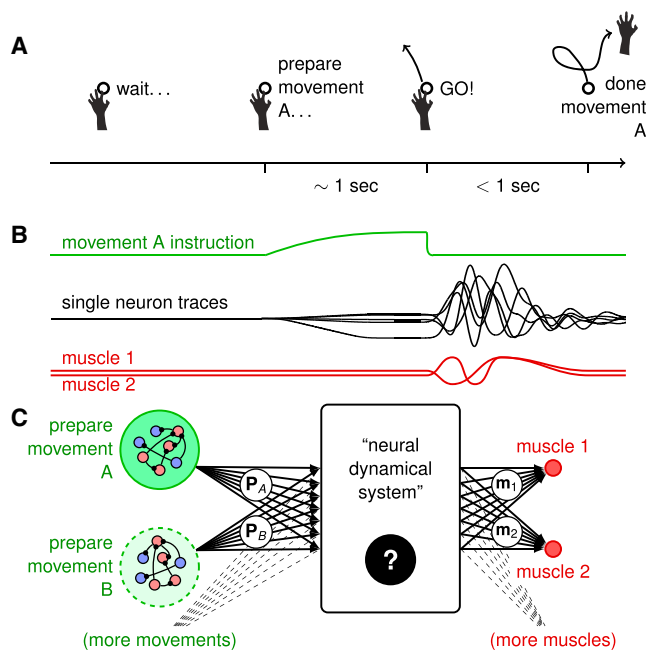 A
wait...
prepare
movement
A...
GO!
done
movement
A
∼ 1 sec
< 1 sec
B
movement A instruction
single neuron traces
muscle 1
muscle 2
C
prepare
movement
A
prepare
movement
B
P_A
P_B
"neural
dynamical
system"
?
m_1
m_2
muscle 1
muscle 2
(more movements)
(more muscles)